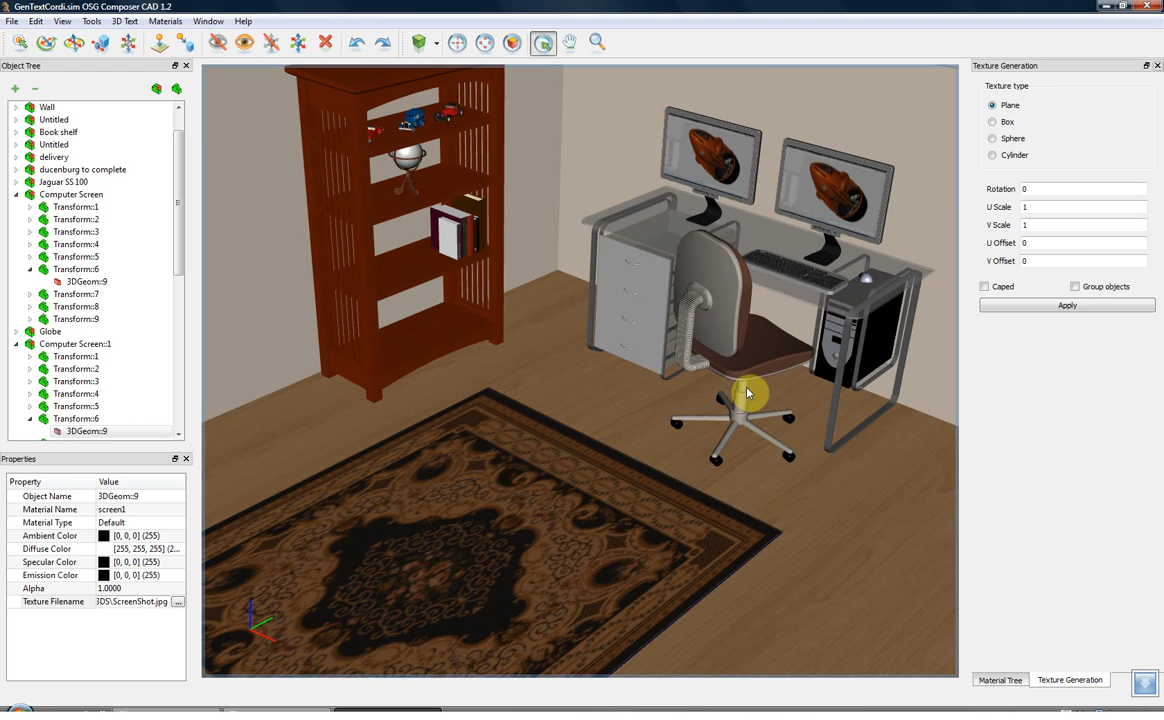 GenTextCordi.sim OSG Composer CAD 1.2
File Edit View Tools 3D Text Materials Window Help
Object Tree
Wall
Untitled
Book shelf
Untitled
delivery
ducenburg to complete
Jaguar SS 100
Computer Screen
Transform::1
Transform::2
Transform::3
Transform::4
Transform::5
Transform::6
3DGeom::9
Transform::7
Transform::8
Transform::9
Globe
Computer Screen::1
Transform::1
Transform::2
Transform::3
Transform::4
Transform::5
Transform::6
3DGeom::9
Properties
Property Value
Object Name 3DGeom::9
Material Name screen1
Material Type Default
Ambient Color [0, 0, 0] (255)
Diffuse Color [255, 255, 255] (2...
Specular Color [0, 0, 0] (255)
Emission Color [0, 0, 0] (255)
Alpha 1.0000
Texture Filename 3DS\ScreenShot.jpg ...
Texture Generation
Texture type
Plane
Box
Sphere
Cylinder
Rotation 0
U Scale 1
V Scale 1
U Offset 0
V Offset 0
Caped Group objects
Apply
Material Tree Texture Generation